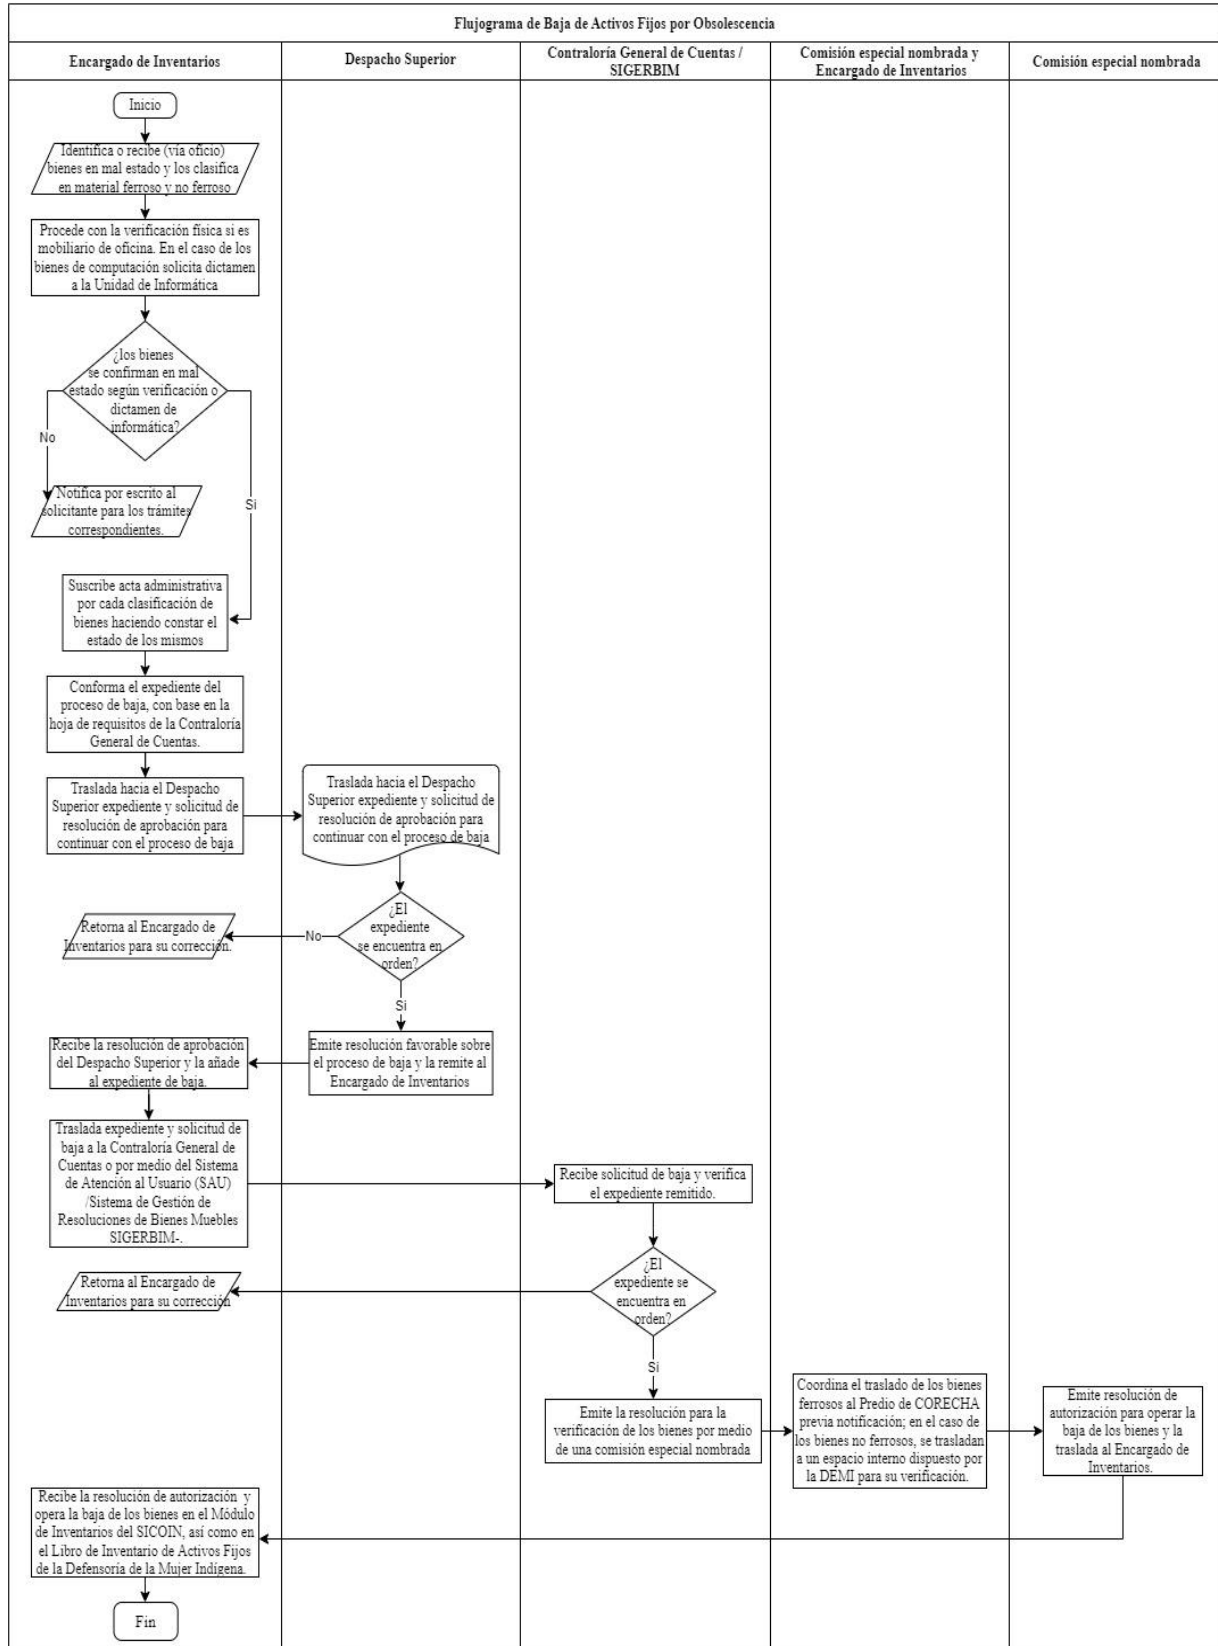 Flujograma de Baja de Activos Fijos por Obsolescencia
Encargado de Inventarios
Despacho Superior
Contraloría General de Cuentas /
SIGERBIM
Comisión especial nombrada y
Encargado de Inventarios
Comisión especial nombrada
Inicio
Identifica o recibe (vía oficio)
bienes en mal estado y los clasifica
en material ferroso y no ferroso
Procede con la verificación física si es
mobiliario de oficina. En el caso de los
bienes de computación solicita dictamen
a la Unidad de Informática
¿los bienes
se confirman en mal
estado según verificación o
dictamen de
informática?
No
Si
Notifica por escrito al
solicitante para los trámites
correspondientes.
Suscribe acta administrativa
por cada clasificación de
bienes haciendo constar el
estado de los mismos
Conforma el expediente del
proceso de baja, con base en la
hoja de requisitos de la Contraloría
General de Cuentas.
Traslada hacia el Despacho
Superior expediente y solicitud de
resolución de aprobación para
continuar con el proceso de baja
Traslada hacia el Despacho
Superior expediente y solicitud de
resolución de aprobación para
continuar con el proceso de baja
¿El
expediente
se encuentra en
orden?
No
Retorna al Encargado de
Inventarios para su corrección.
Si
Emite resolución favorable sobre
el proceso de baja y la remite al
Encargado de Inventarios
Recibe la resolución de aprobación
del Despacho Superior y la añade
al expediente de baja.
Traslada expediente y solicitud de
baja a la Contraloría General de
Cuentas o por medio del Sistema
de Atención al Usuario (SAU)
/Sistema de Gestión de
Resoluciones de Bienes Muebles
SIGERBIM-.
Recibe solicitud de baja y verifica
el expediente remitido.
¿El
expediente se
encuentra en
orden?
Retorna al Encargado de
Inventarios para su corrección
Si
Emite la resolución para la
verificación de los bienes por medio
de una comisión especial nombrada
Coordina el traslado de los bienes
ferrosos al Predio de CORECHA
previa notificación; en el caso de
los bienes no ferrosos, se trasladan
a un espacio interno dispuesto por
la DEMI para su verificación.
Emite resolución de
autorización para operar la
baja de los bienes y la
traslada al Encargado de
Inventarios.
Recibe la resolución de autorización y
opera la baja de los bienes en el Módulo
de Inventarios del SICOIN, así como en
el Libro de Inventario de Activos Fijos
de la Defensoría de la Mujer Indígena.
Fin